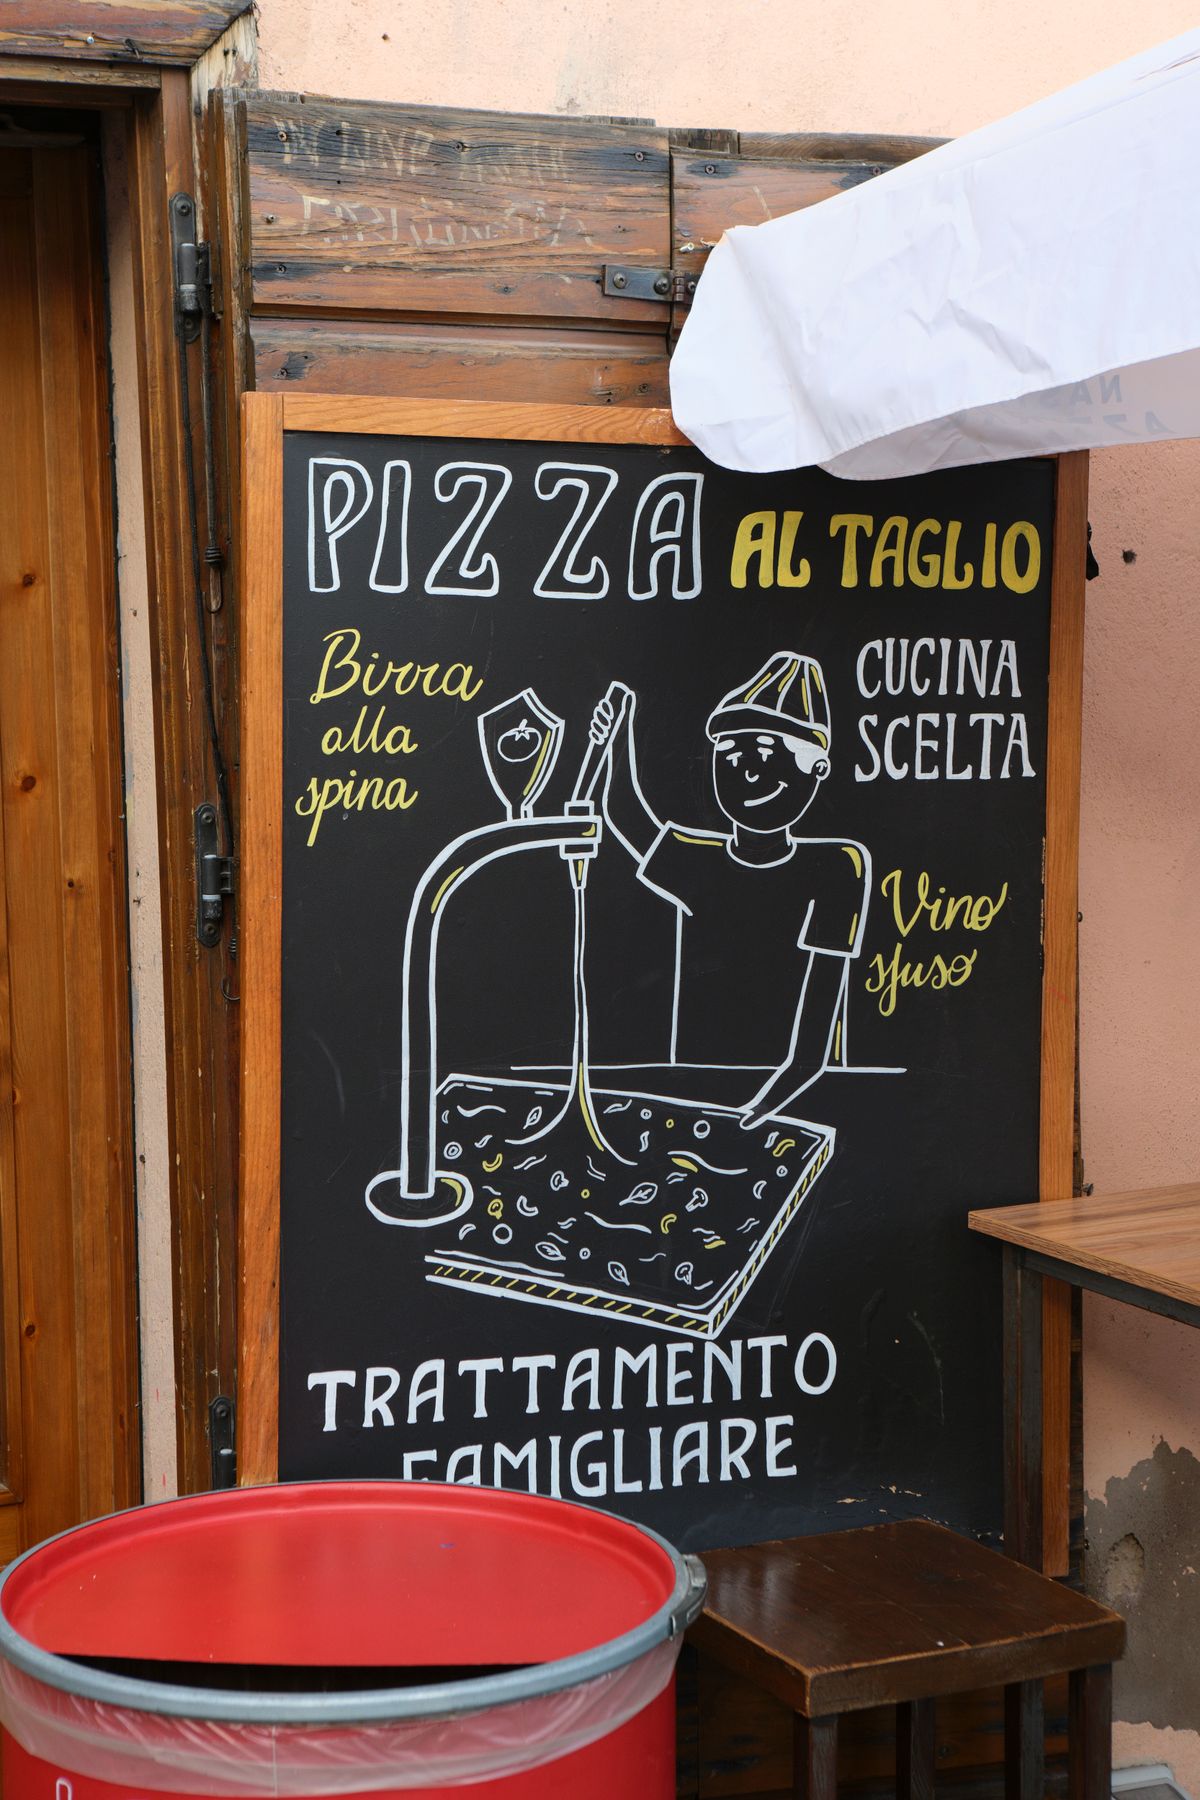 PIZZA AL TAGLIO
Birra
alla
spina
CUCINA
SCELTA
Vino
sfuso
TRATTAMENTO
FAMIGLIARE